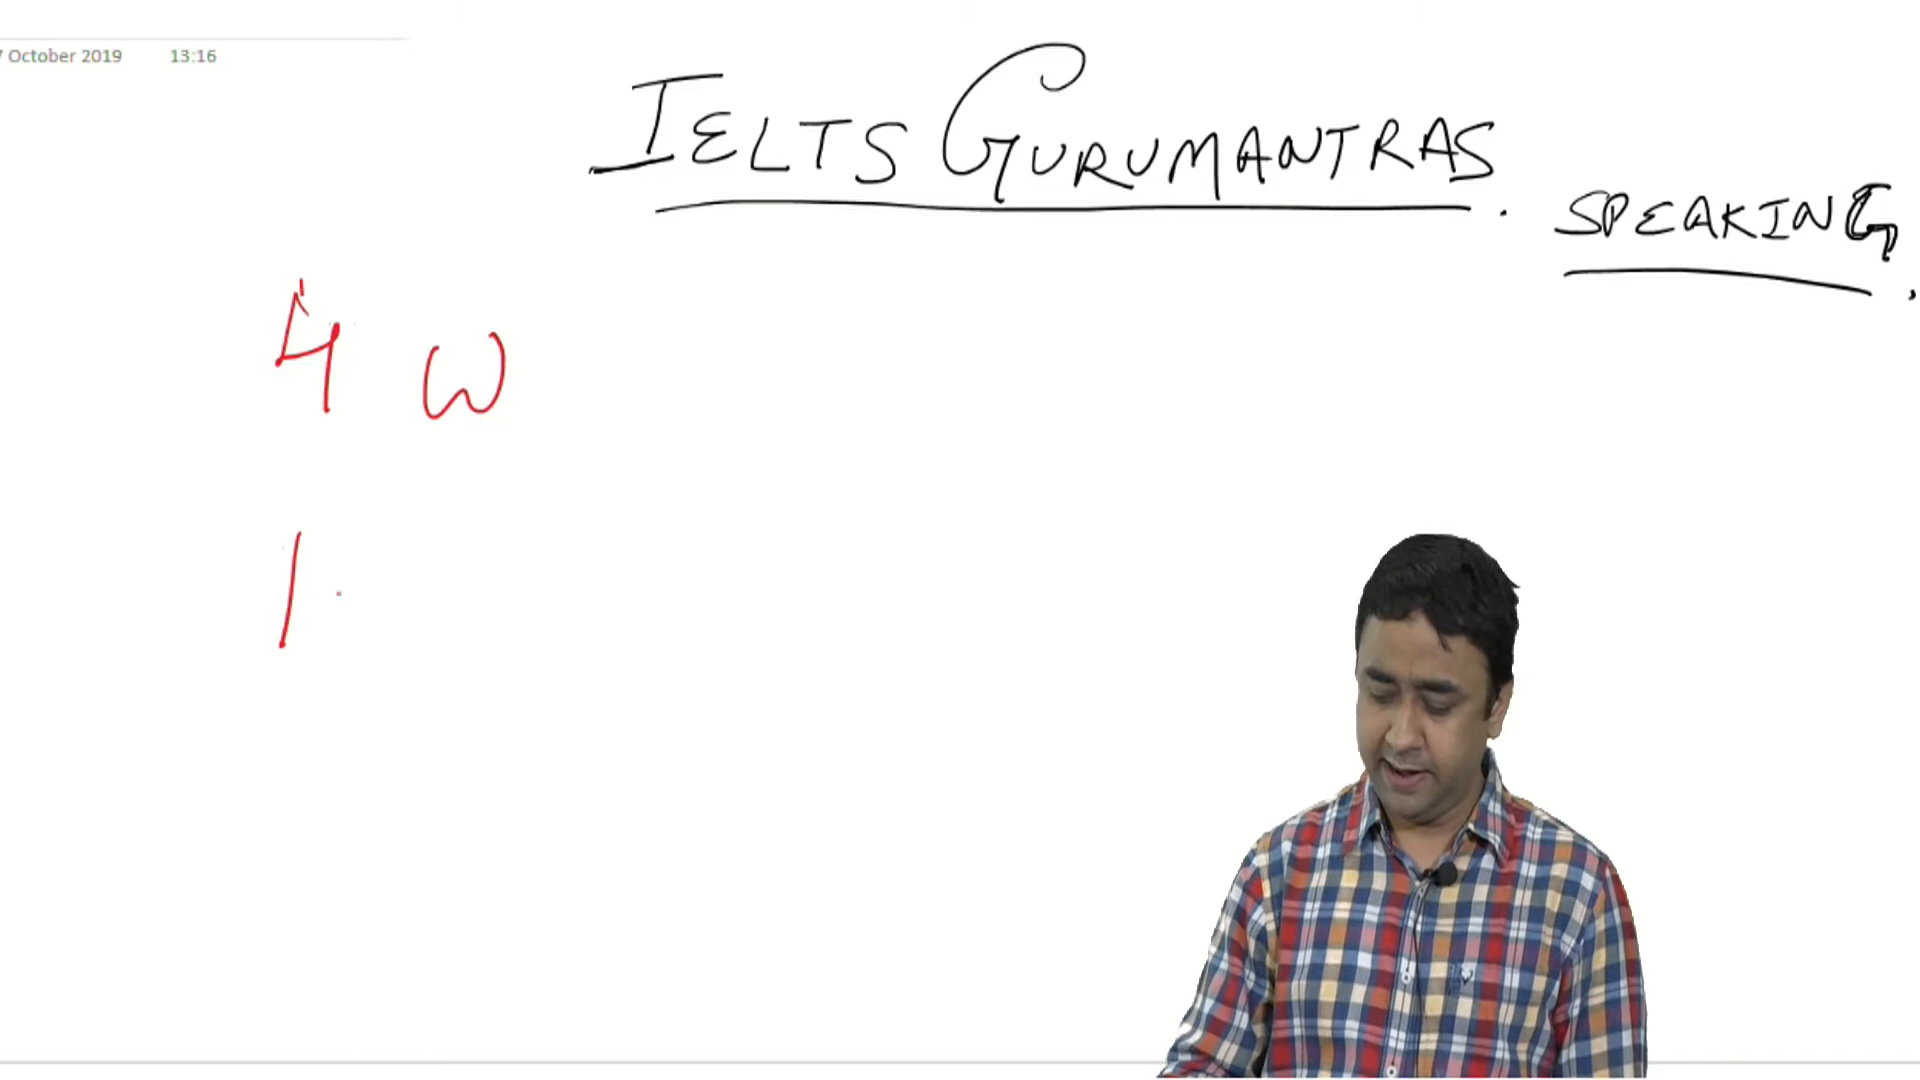 7 October 2019 13:16
IELTS GURUMANTRAS.
SPEAKING.
4 W
1